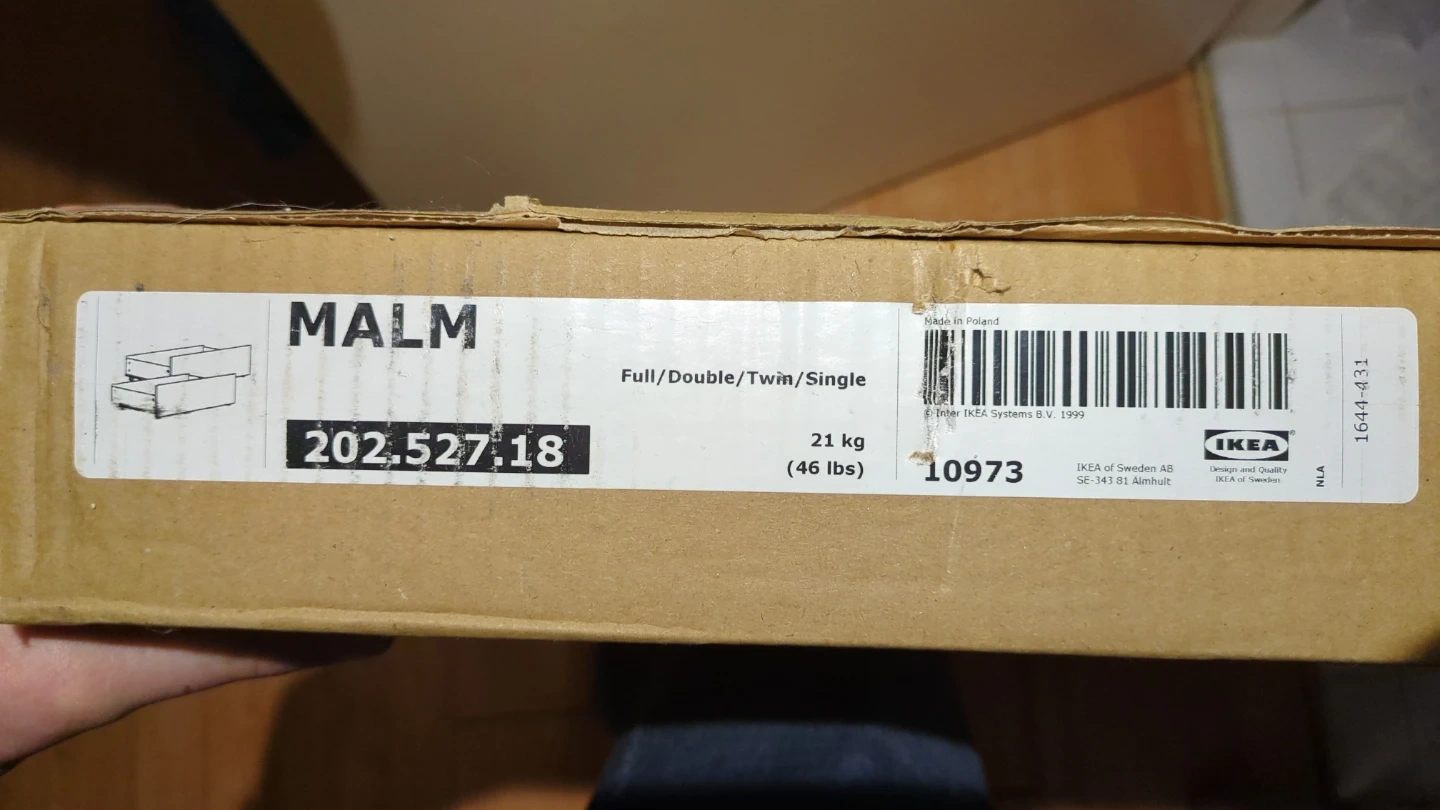 MALM
Full/Double/Twin/Single
202.527.18
21 kg
(46 lbs)
Made in Poland
© Inter IKEA Systems B.V. 1999
10973
IKEA of Sweden AB
SE-343 81 Älmhult
IKEA®
Design and Quality
IKEA of Sweden
NLA
1644-431